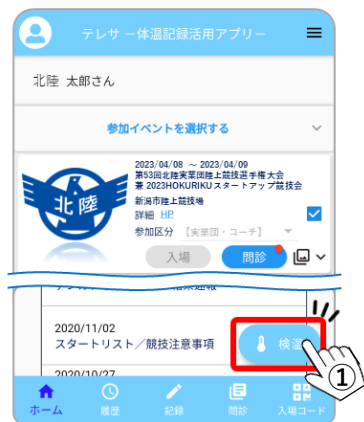 テレサ －体温記録活用アプリ－
北陸 太郎さん
参加イベントを選択する
2023/04/08 ～ 2023/04/09
第53回北陸実業団陸上競技選手権大会
兼 2023HOKURIKUスタートアップ競技会
北陸
新潟市陸上競技場
詳細 HP
参加区分 [実業団・コーチ]
入場 問診
2020/11/02
スタートリスト／競技注意事項
検温
2020/10/27
①
ホーム 履歴 記録 問診 入場コード